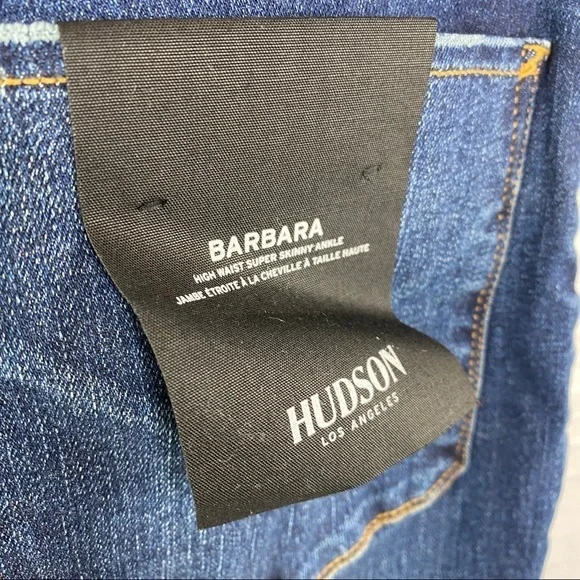 BARBARA
HIGH WAIST SUPER SKINNY ANKLE
JAMBE ÉTROITE À LA CHEVILLE À TAILLE HAUTE
HUDSON
LOS ANGELES